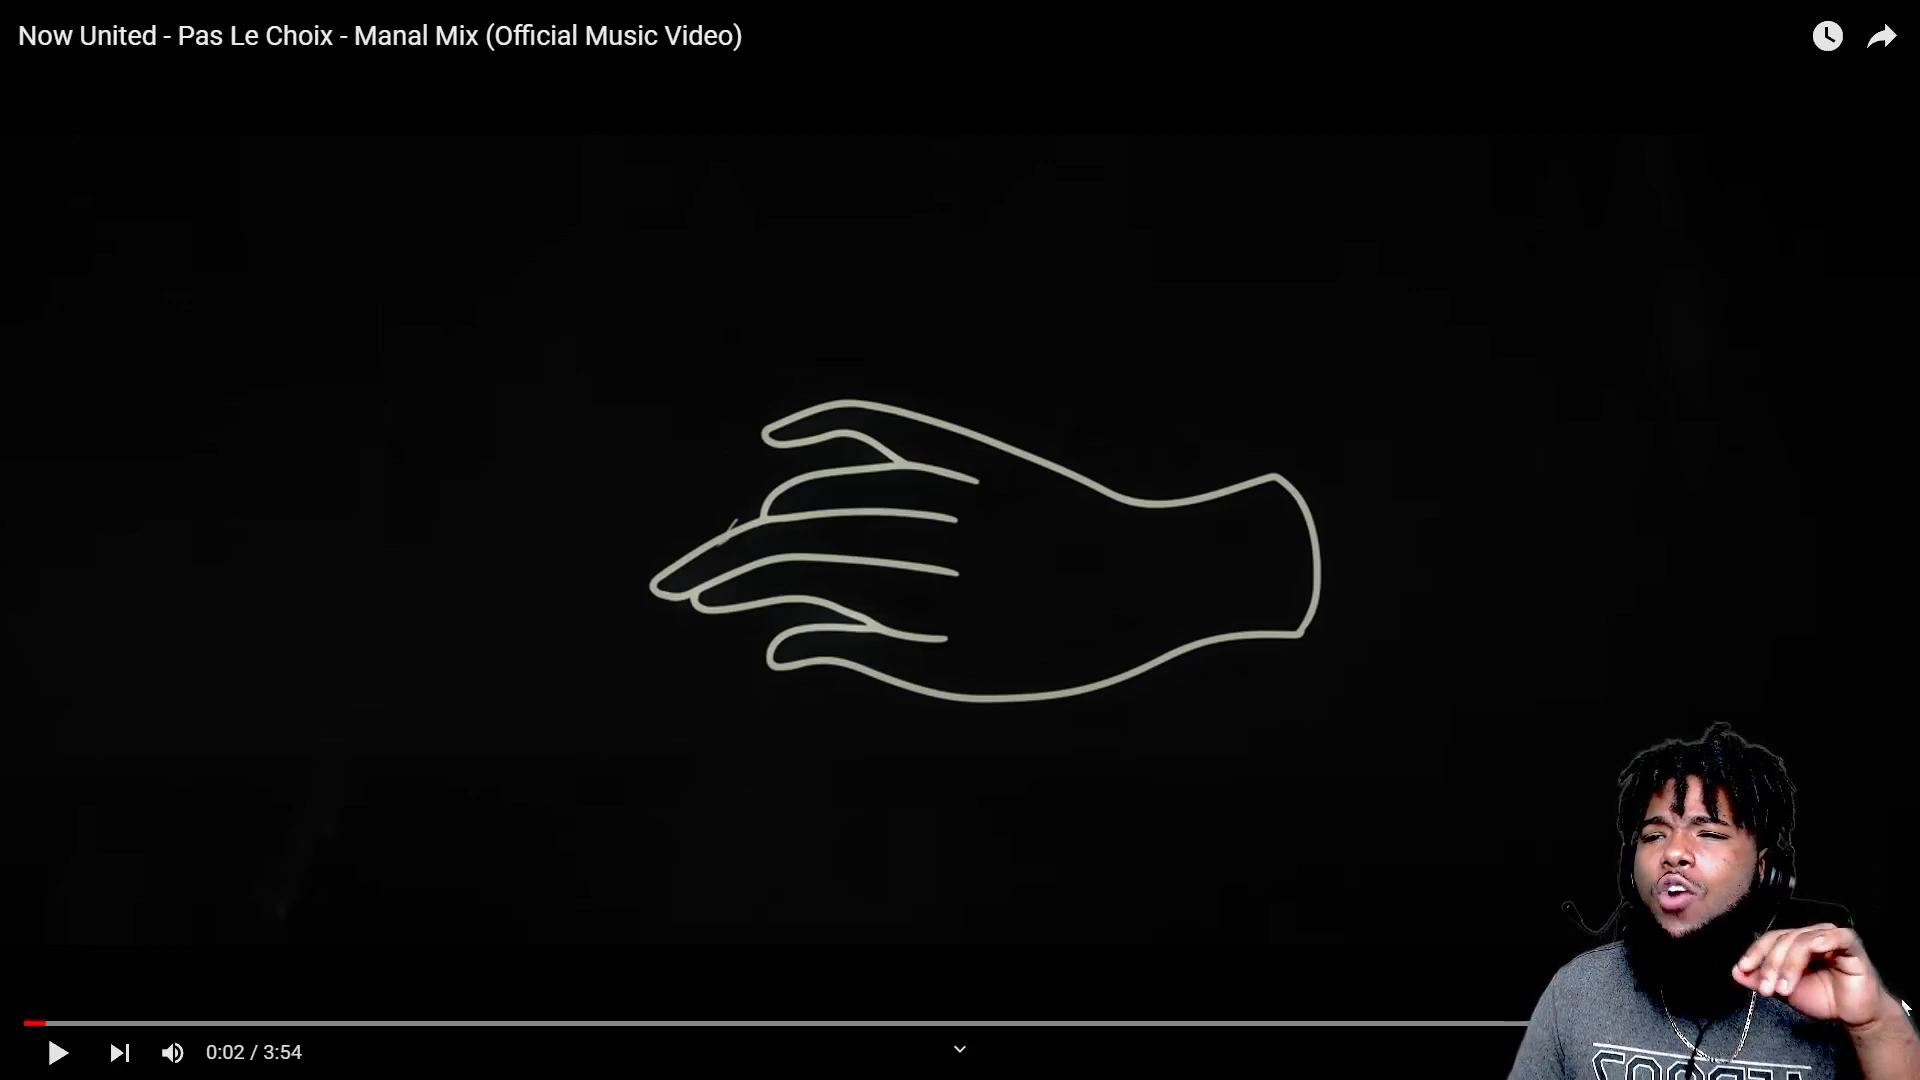 Now United - Pas Le Choix - Manal Mix (Official Music Video)
0:02 / 3:54